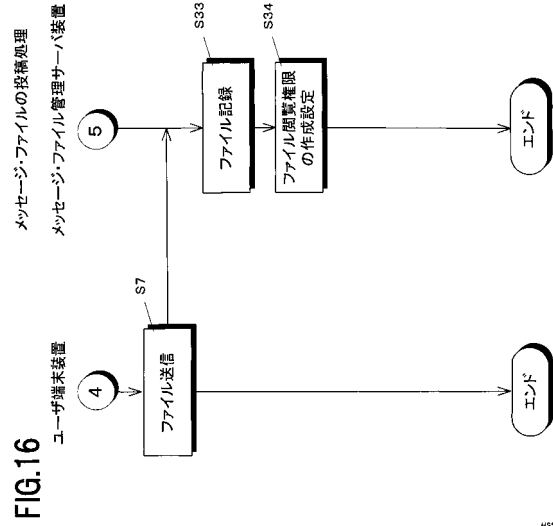 FIG.16
メッセージ・ファイルの投稿処理
ユーザ端末装置
メッセージ・ファイル管理サーバ装置
4
5
S7
ファイル送信
S33
ファイル記録
S34
ファイル閲覧権限
の作成設定
エンド
エンド